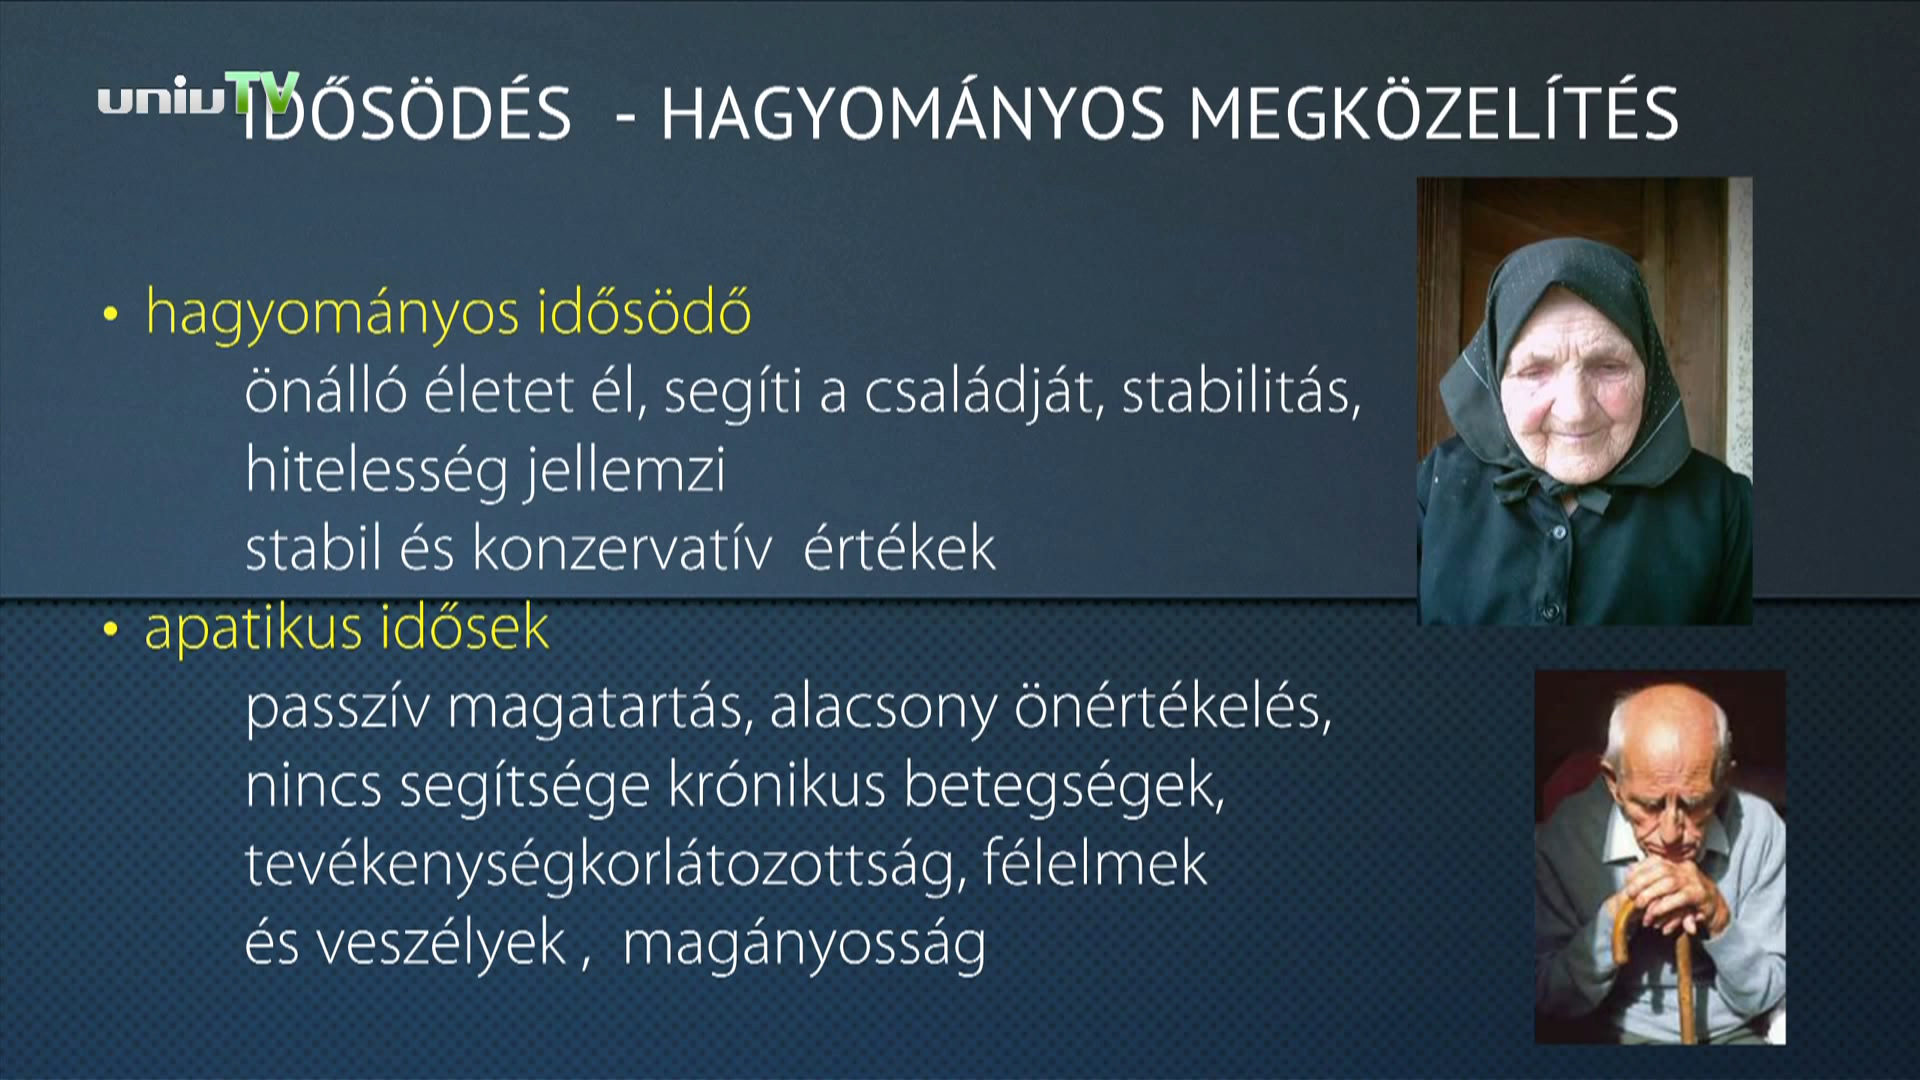 univTV
IDŐSÖDÉS - HAGYOMÁNYOS MEGKÖZELÍTÉS
• hagyományos idősödő
önálló életet él, segíti a családját, stabilitás,
hitelesség jellemzi
stabil és konzervatív értékek
• apatikus idősek
passzív magatartás, alacsony önértékelés,
nincs segítsége krónikus betegségek,
tevékenységkorlátozottság, félelmek
és veszélyek , magányosság